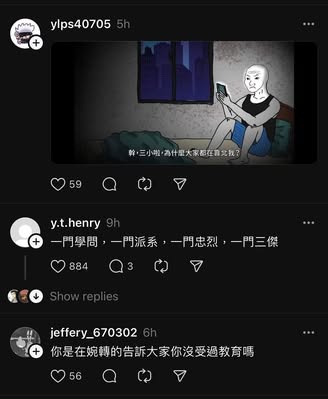 ylps40705 5h
幹，三小啦，為什麼大家都在靠北我？
59
y.t.henry 9h
一門學問，一門派系，一門忠烈，一門三傑
884 3
Show replies
jeffery_670302 6h
你是在婉轉的告訴大家你沒受過教育嗎
56